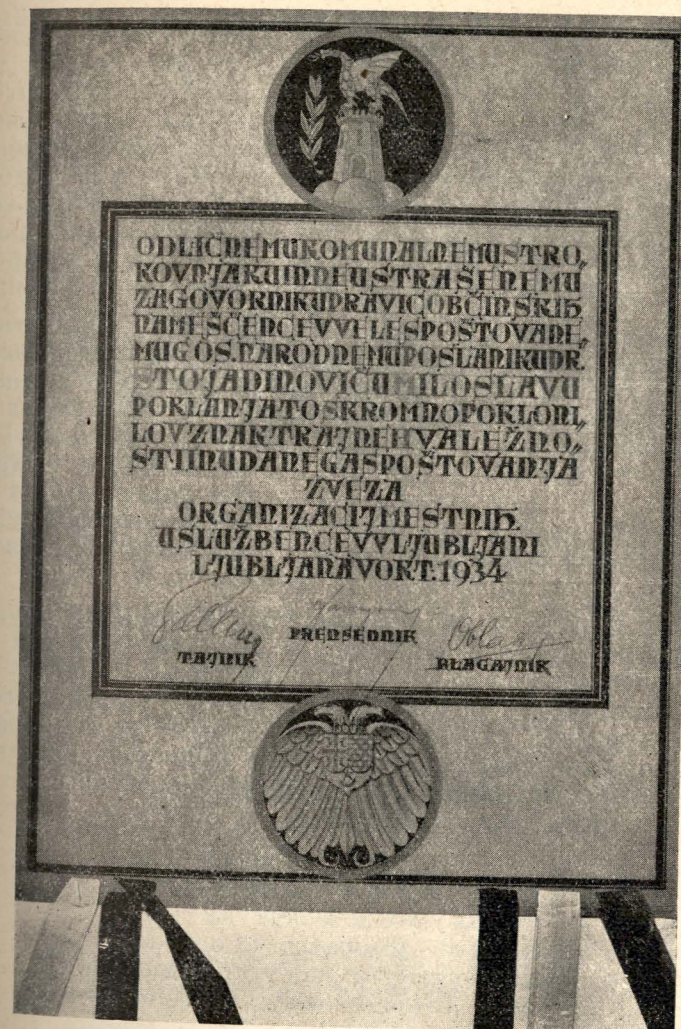 ODLIČNEMU KOMUNALNEMU STRO„
KOVNJAKU IN NEUSTRAŠENEMU
ZAGOVORNIKU PRAVIC OBČINSKIH
NAMEŠČENCEV VELESPOŠTOVANE„
MU GOS. NARODNEMU POSLANIKU DR.
STOJADINOVIČU MILOSLAVU
POKLANJA TO SKROMNO POKLONI„
LO V ZNAK TRAJNE HVALEŽNO„
STI IN UDANEGA SPOŠTOVANJA
ZVEZA
ORGANIZACIJ MESTNIH
USLUŽBENCEV V LJUBLJANI
LJUBLJANA V OKT. 1934
PREDSEDNIK
TAJNIK BLAGAJNIK